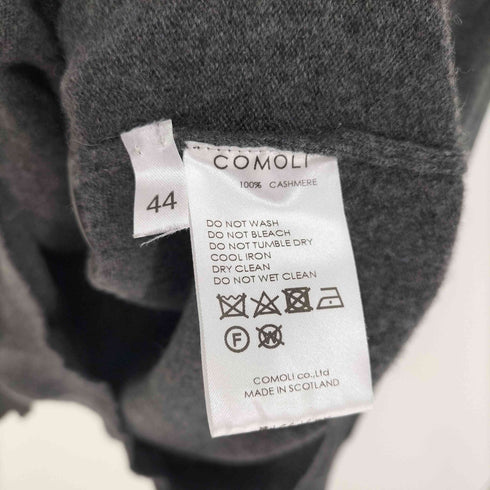 44
COMOLI
100% CASHMERE
DO NOT WASH
DO NOT BLEACH
DO NOT TUMBLE DRY
COOL IRON
DRY CLEAN
DO NOT WET CLEAN
F W
COMOLI co.,Ltd
MADE IN SCOTLAND